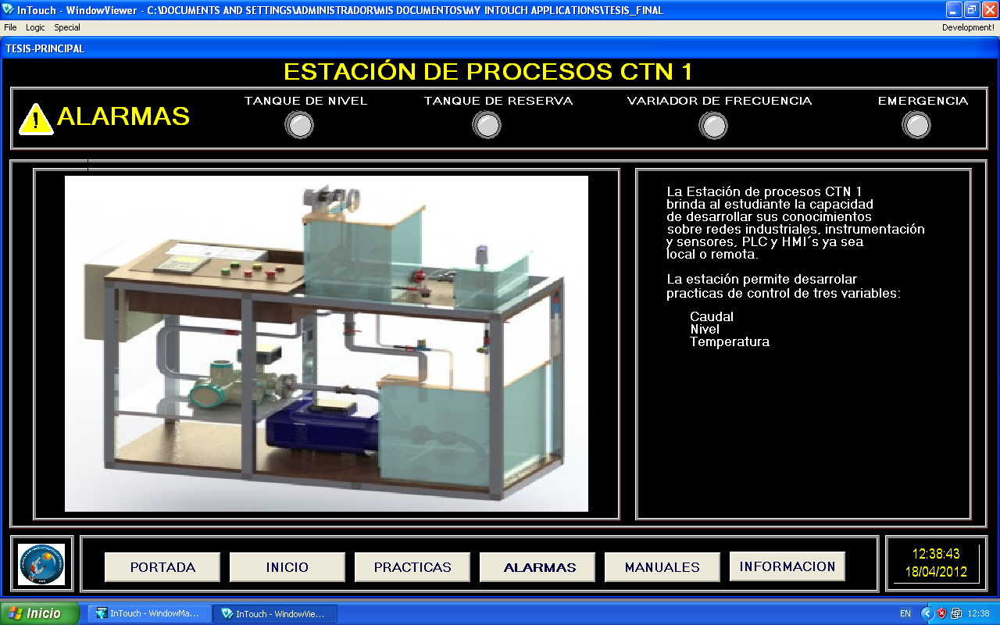 InTouch - WindowViewer - C:\DOCUMENTS AND SETTINGS\ADMINISTRADOR\MIS DOCUMENTOS\MY INTOUCH APPLICATIONS\TESIS_FINAL
File Logic Special Development!
TESIS-PRINCIPAL
ESTACIÓN DE PROCESOS CTN 1
ALARMAS
TANQUE DE NIVEL
TANQUE DE RESERVA
VARIADOR DE FRECUENCIA
EMERGENCIA
La Estación de procesos CTN 1
brinda al estudiante la capacidad
de desarrollar sus conocimientos
sobre redes industriales, instrumentación
y sensores, PLC y HMI´s ya sea
local o remota.
La estación permite desarrolar
practicas de control de tres variables:
Caudal
Nivel
Temperatura
PORTADA
INICIO
PRACTICAS
ALARMAS
MANUALES
INFORMACION
12:38:43
18/04/2012
Inicio
InTouch - WindowMa...
InTouch - WindowVie...
EN
12:38